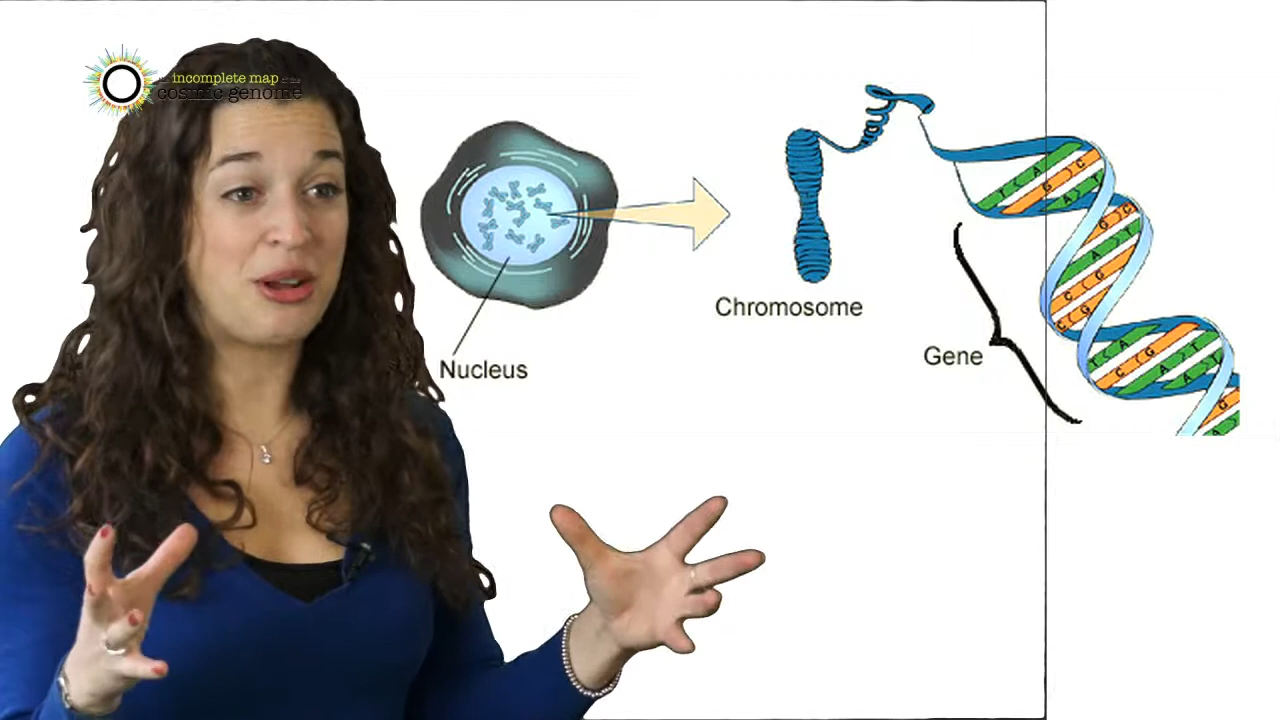 incomplete map
cosmic genome
Nucleus
Chromosome
Gene